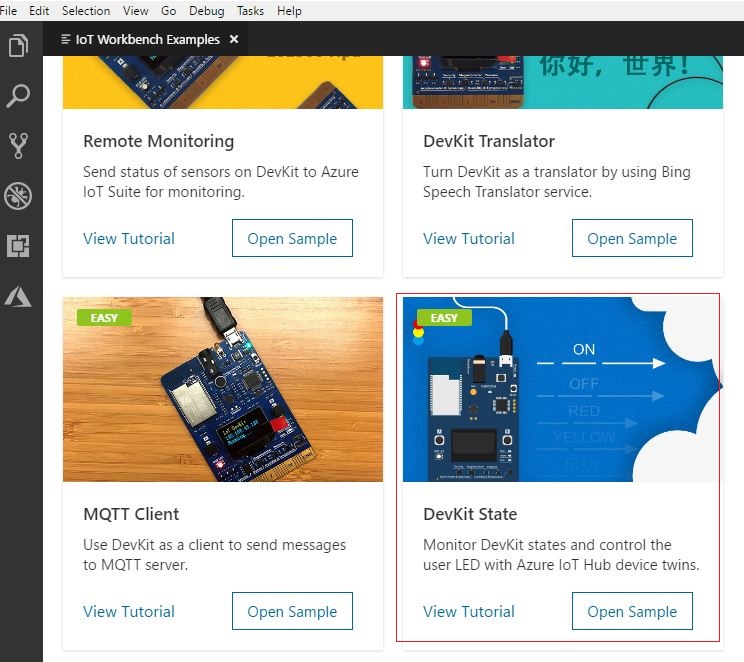 File Edit Selection View Go Debug Tasks Help
IoT Workbench Examples ×
你好，世界！
Remote Monitoring
Send status of sensors on DevKit to Azure
IoT Suite for monitoring.
View Tutorial
Open Sample
DevKit Translator
Turn DevKit as a translator by using Bing
Speech Translator service.
View Tutorial
Open Sample
EASY
IoT DevKit
MQTT Client
Use DevKit as a client to send messages
to MQTT server.
View Tutorial
Open Sample
EASY
ON
OFF
RED
YELLOW
BLUE
DevKit State
Monitor DevKit states and control the
user LED with Azure IoT Hub device twins.
View Tutorial
Open Sample